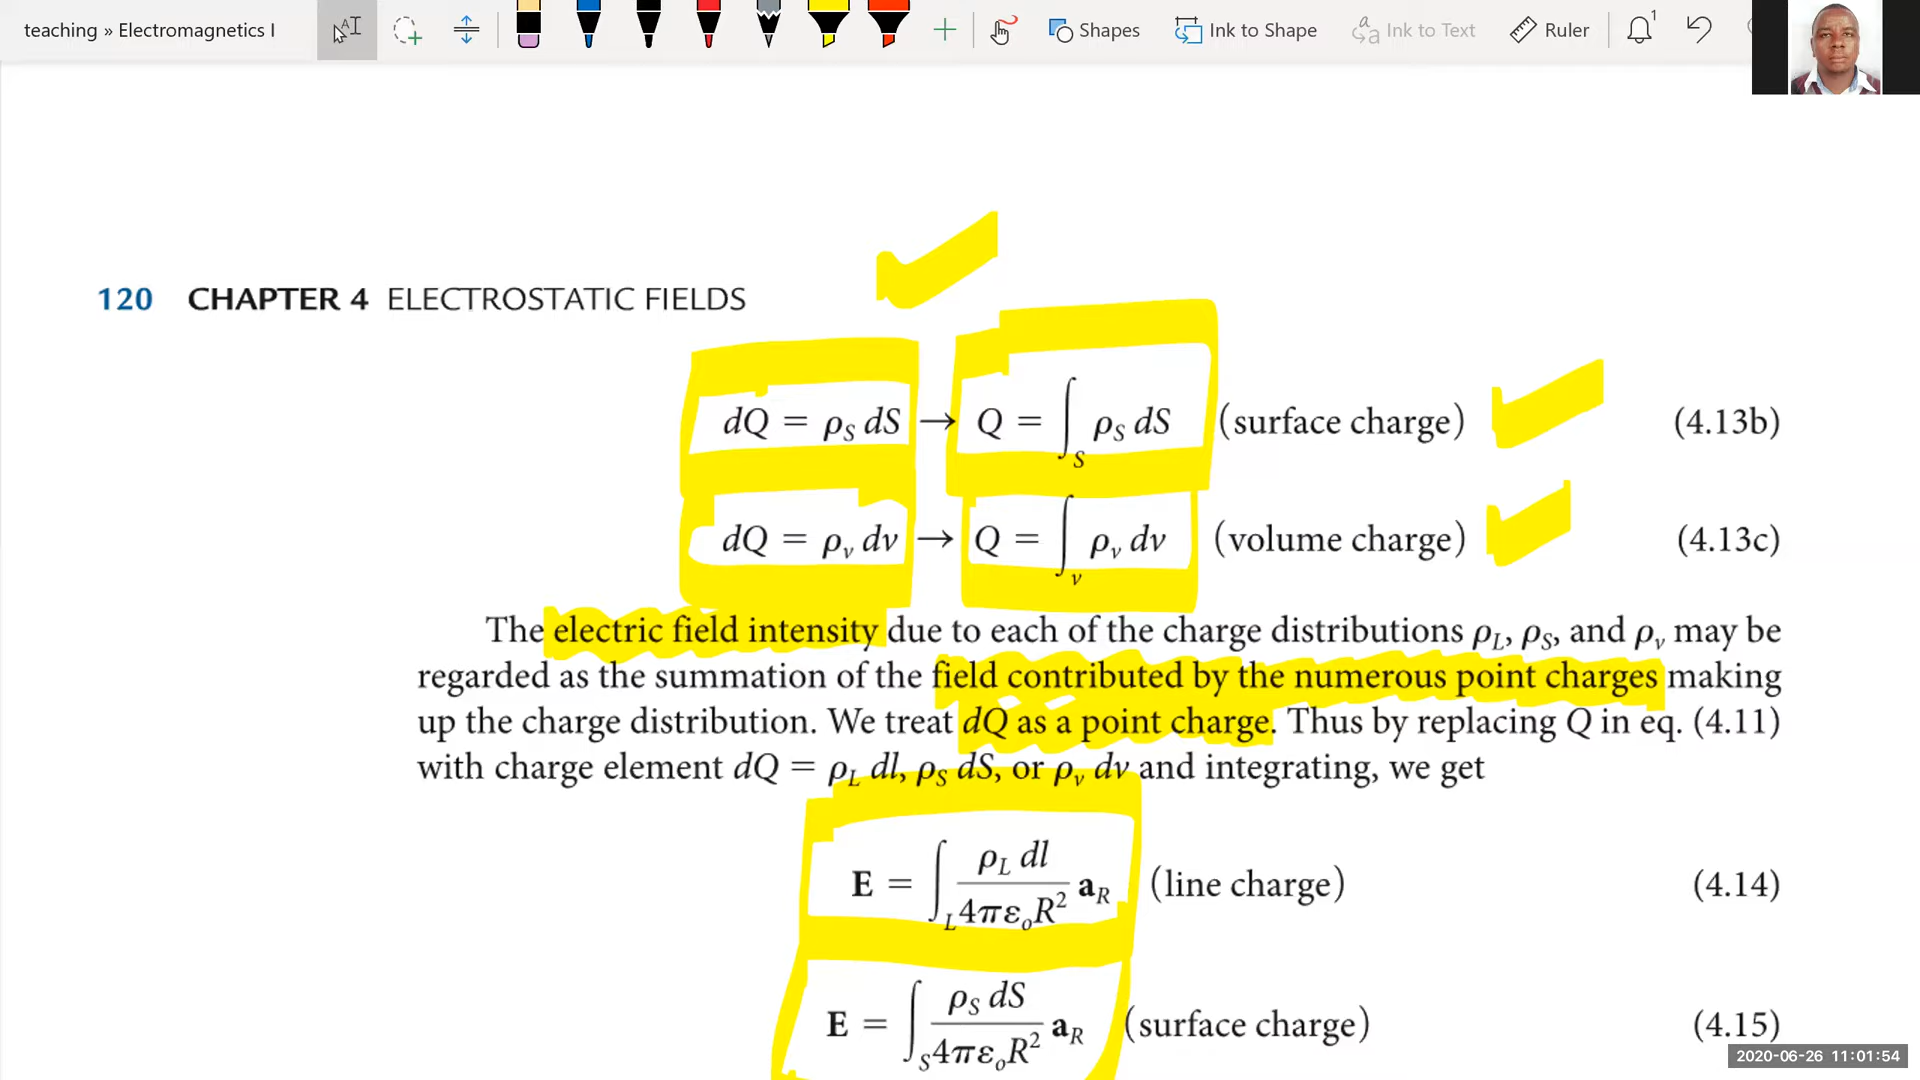 teaching » Electromagnetics I
Shapes
Ink to Shape
Ink to Text
Ruler
1
120 CHAPTER 4 ELECTROSTATIC FIELDS
dQ = ρ_S dS → Q = ∫_S ρ_S dS (surface charge) (4.13b)
dQ = ρ_v dv → Q = ∫_v ρ_v dv (volume charge) (4.13c)
The electric field intensity due to each of the charge distributions ρ_L, ρ_S, and ρ_v may be
regarded as the summation of the field contributed by the numerous point charges making
up the charge distribution. We treat dQ as a point charge. Thus by replacing Q in eq. (4.11)
with charge element dQ = ρ_L dl, ρ_S dS, or ρ_v dv and integrating, we get
E = ∫_L ρ_L dl / 4πε_oR² a_R (line charge) (4.14)
E = ∫_S ρ_S dS / 4πε_oR² a_R (surface charge) (4.15)
2020-06-26 11:01:54